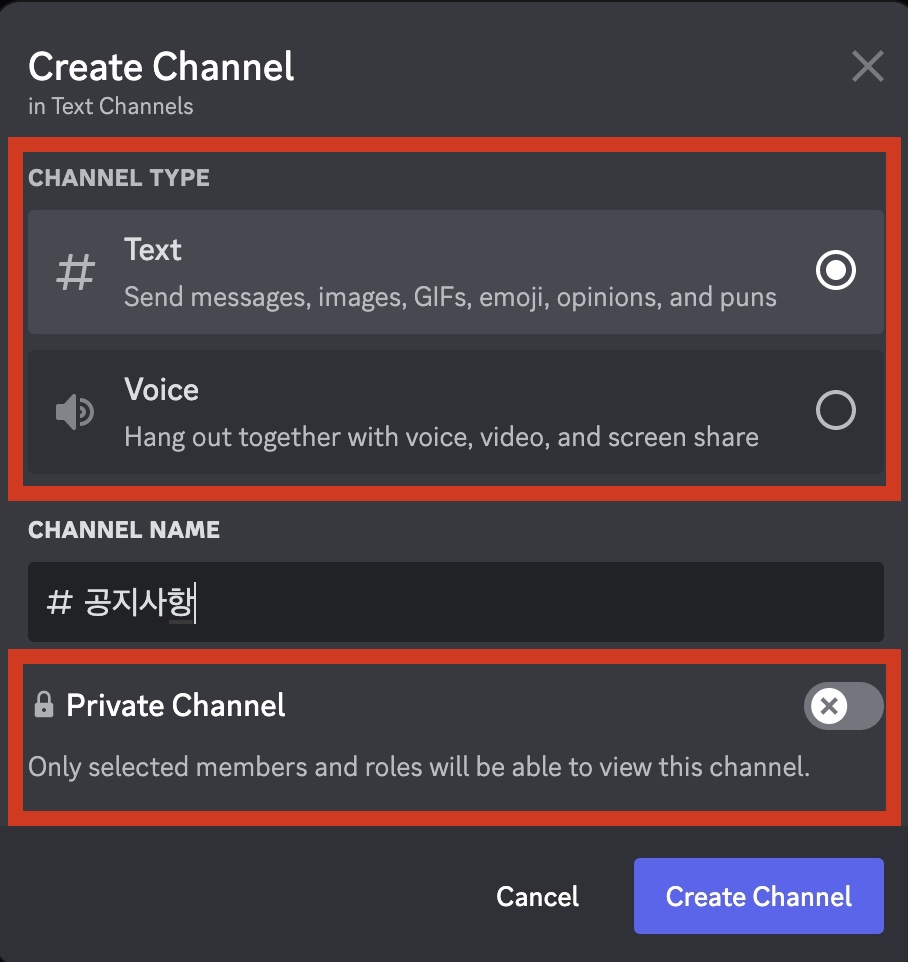 Create Channel
in Text Channels
CHANNEL TYPE
# Text
Send messages, images, GIFs, emoji, opinions, and puns
Voice
Hang out together with voice, video, and screen share
CHANNEL NAME
# 공지사항
Private Channel
Only selected members and roles will be able to view this channel.
Cancel Create Channel